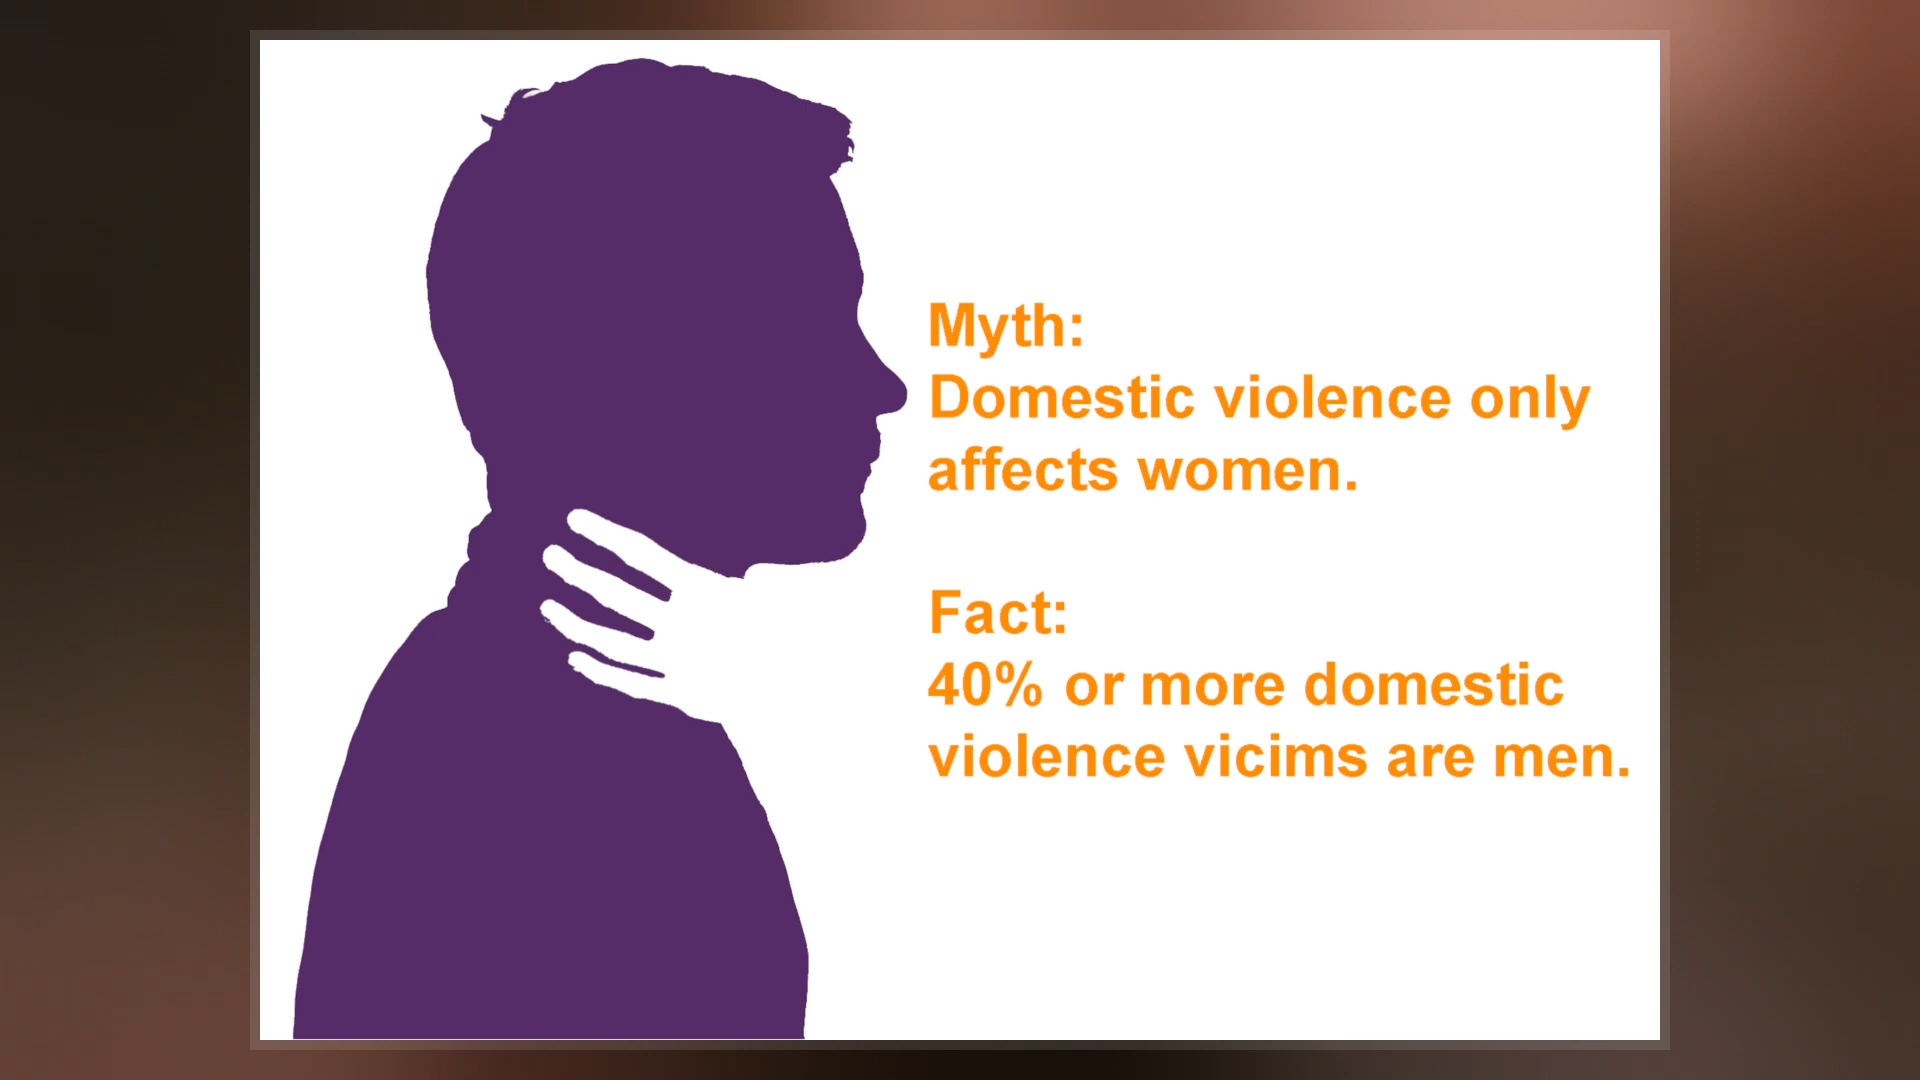 Myth:
Domestic violence only
affects women.
Fact:
40% or more domestic
violence vicims are men.